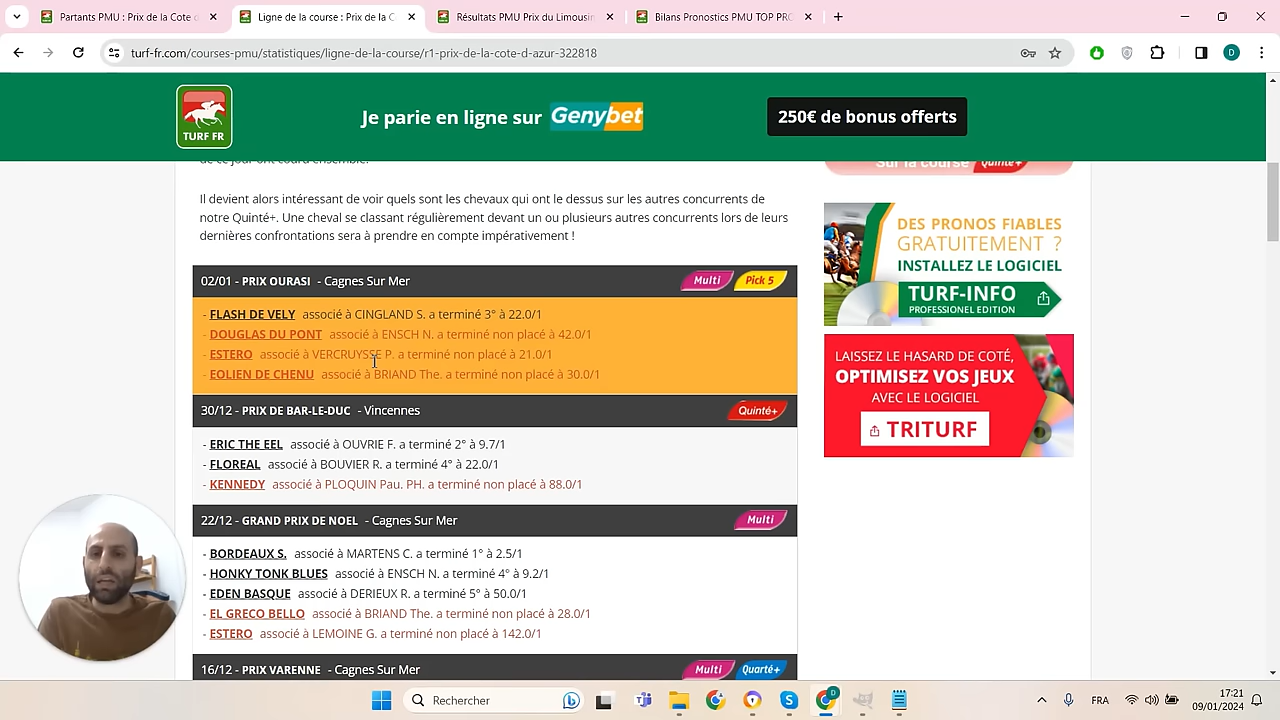 Partants PMU : Prix de la Cote d
Ligne de la course : Prix de la C
Résultats PMU Prix du Limousin
Bilans Pronostics PMU TOP PRO
turf-fr.com/courses-pmu/statistiques/ligne-de-la-course/r1-prix-de-la-cote-d-azur-322818
D
TURF FR
Je parie en ligne sur Genybet
250€ de bonus offerts
de ce jour ont couru ensemble.
Sur la course Quinté+
Il devient alors intéressant de voir quels sont les chevaux qui ont le dessus sur les autres concurrents de
notre Quinté+. Une cheval se classant régulièrement devant un ou plusieurs autres concurrents lors de leurs
dernières confrontations sera à prendre en compte impérativement !
DES PRONOS FIABLES
GRATUITEMENT ?
INSTALLEZ LE LOGICIEL
TURF-INFO
PROFESSIONEL EDITION
02/01 - PRIX OURASI - Cagnes Sur Mer Multi Pick 5
- FLASH DE VELY associé à CINGLAND S. a terminé 3° à 22.0/1
- DOUGLAS DU PONT associé à ENSCH N. a terminé non placé à 42.0/1
- ESTERO associé à VERCRUYSSE P. a terminé non placé à 21.0/1
- EOLIEN DE CHENU associé à BRIAND The. a terminé non placé à 30.0/1
LAISSEZ LE HASARD DE COTÉ,
OPTIMISEZ VOS JEUX
AVEC LE LOGICIEL
TRITURF
30/12 - PRIX DE BAR-LE-DUC - Vincennes Quinté+
- ERIC THE EEL associé à OUVRIE F. a terminé 2° à 9.7/1
- FLOREAL associé à BOUVIER R. a terminé 4° à 22.0/1
- KENNEDY associé à PLOQUIN Pau. PH. a terminé non placé à 88.0/1
22/12 - GRAND PRIX DE NOEL - Cagnes Sur Mer Multi
- BORDEAUX S. associé à MARTENS C. a terminé 1° à 2.5/1
- HONKY TONK BLUES associé à ENSCH N. a terminé 4° à 9.2/1
- EDEN BASQUE associé à DERIEUX R. a terminé 5° à 50.0/1
- EL GRECO BELLO associé à BRIAND The. a terminé non placé à 28.0/1
- ESTERO associé à LEMOINE G. a terminé non placé à 142.0/1
16/12 - PRIX VARENNE - Cagnes Sur Mer Multi Quarté+
Rechercher
D
FRA
17:21
09/01/2024